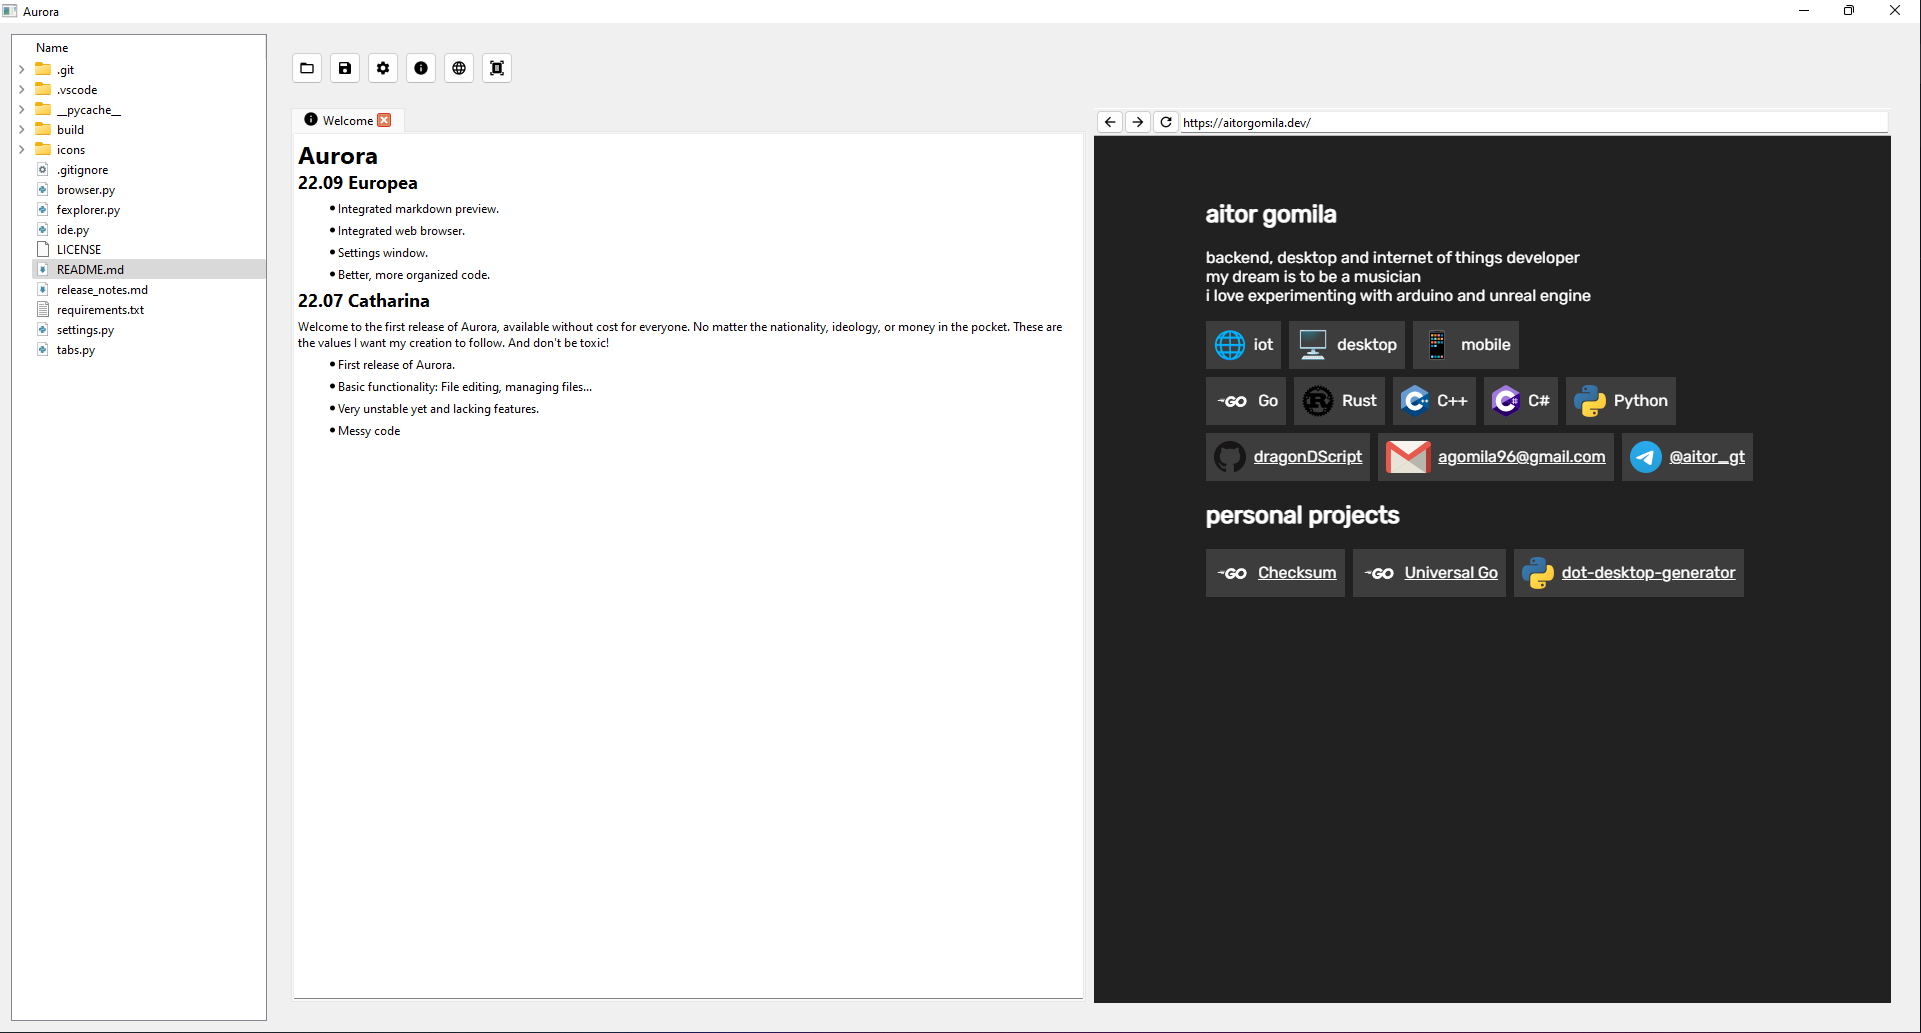 Aurora
Name
.git
.vscode
__pycache__
build
icons
.gitignore
browser.py
fexplorer.py
ide.py
LICENSE
README.md
release_notes.md
requirements.txt
settings.py
tabs.py
Welcome
Aurora
22.09 Europea
• Integrated markdown preview.
• Integrated web browser.
• Settings window.
• Better, more organized code.
22.07 Catharina
Welcome to the first release of Aurora, available without cost for everyone. No matter the nationality, ideology, or money in the pocket. These are
the values I want my creation to follow. And don't be toxic!
• First release of Aurora.
• Basic functionality: File editing, managing files...
• Very unstable yet and lacking features.
• Messy code
https://aitorgomila.dev/
aitor gomila
backend, desktop and internet of things developer
my dream is to be a musician
i love experimenting with arduino and unreal engine
iot desktop mobile
GO Go R Rust C++ C++ C# C# Python
dragonDScript agomila96@gmail.com @aitor_gt
personal projects
GO Checksum GO Universal Go dot-desktop-generator